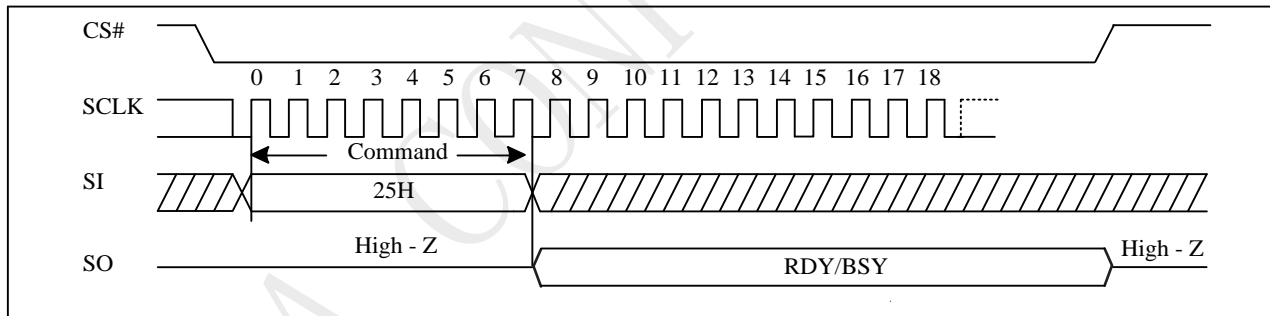 CS#
0 1 2 3 4 5 6 7 8 9 10 11 12 13 14 15 16 17 18
SCLK
Command
SI
25H
High - Z
High - Z
SO
RDY/BSY